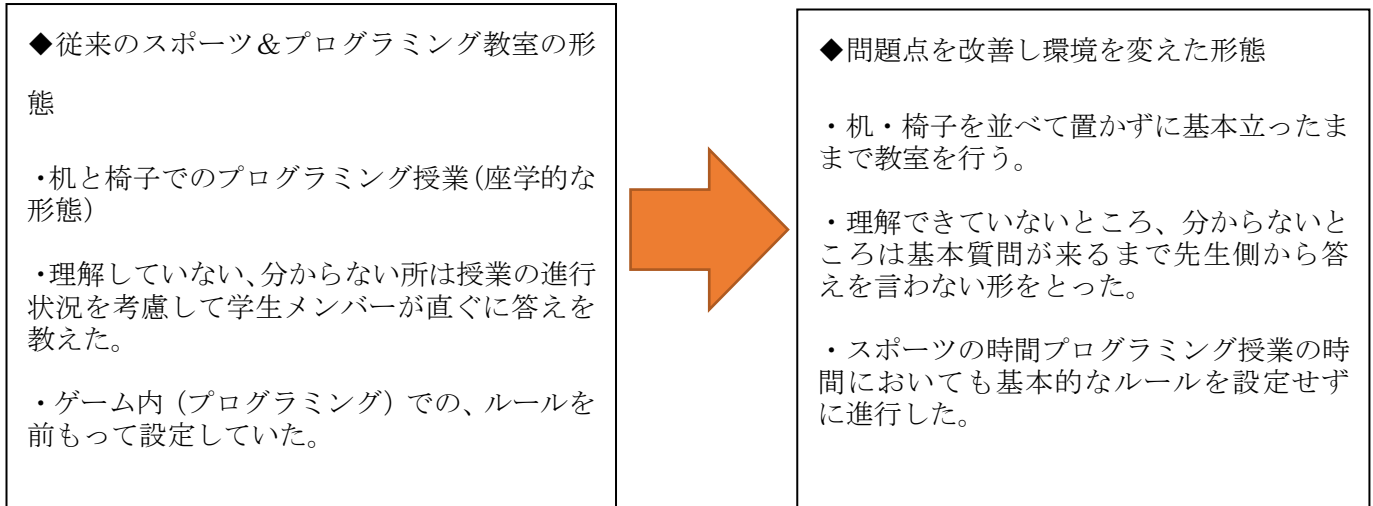 ◆従来のスポーツ&プログラミング教室の形
態
・机と椅子でのプログラミング授業(座学的な
形態)
・理解していない、分からない所は授業の進行
状況を考慮して学生メンバーが直ぐに答えを
教えた。
・ゲーム内(プログラミング)での、ルールを
前もって設定していた。
◆問題点を改善し環境を変えた形態
・机・椅子を並べて置かずに基本立ったま
まで教室を行う。
・理解できていないところ、分からないと
ころは基本質問が来るまで先生側から答
えを言わない形をとった。
・スポーツの時間プログラミング授業の時
間においても基本的なルールを設定せず
に進行した。